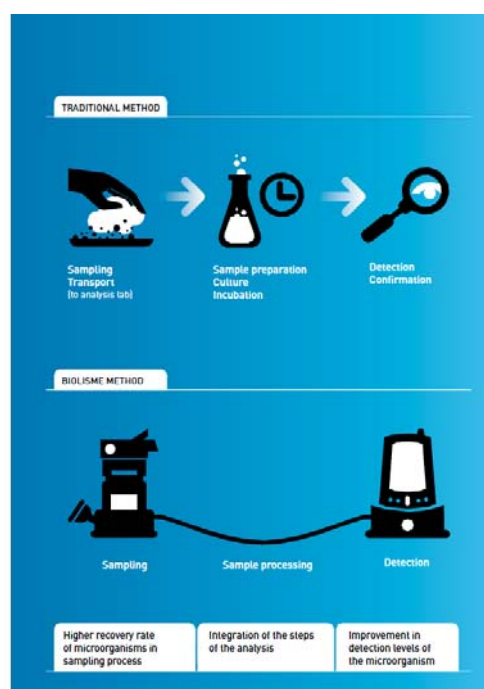 TRADITIONAL METHOD
Sampling
Transport
(to analysis lab)
Sample preparation
Culture
Incubation
Detection
Confirmation
BIOLISME METHOD
Sampling
Sample processing
Detection
Higher recovery rate
of microorganisms in
sampling process
Integration of the steps
of the analysis
Improvement in
detection levels of
the microorganism